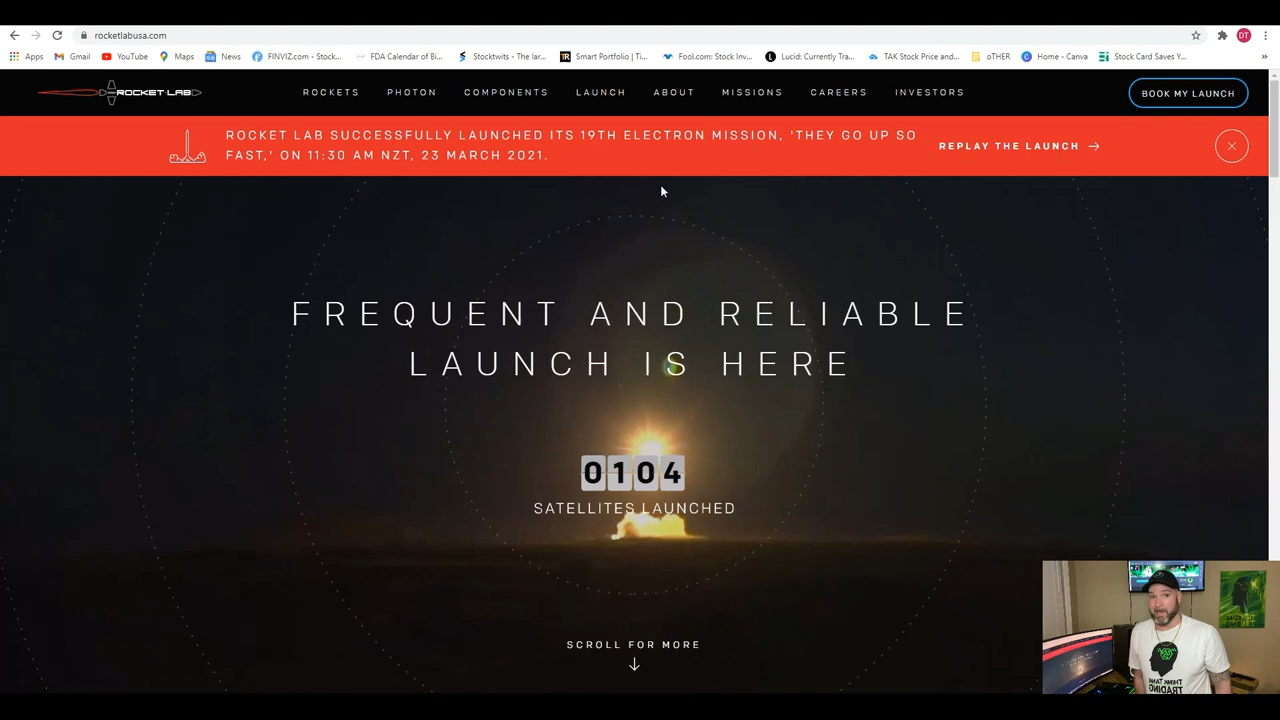 rocketlabusa.com
DT
Apps Gmail YouTube Maps News FINVIZ.com - Stock... FDA Calendar of Bi... Stocktwits - The lar... Smart Portfolio | Ti... Fool.com: Stock Inv... Lucid: Currently Tra... TAK Stock Price and... oTHER Home - Canva Stock Card Saves Y... »
ROCKET LAB ROCKETS PHOTON COMPONENTS LAUNCH ABOUT MISSIONS CAREERS INVESTORS BOOK MY LAUNCH
ROCKET LAB SUCCESSFULLY LAUNCHED ITS 19TH ELECTRON MISSION, 'THEY GO UP SO
FAST,' ON 11:30 AM NZT, 23 MARCH 2021.
REPLAY THE LAUNCH
FREQUENT AND RELIABLE
LAUNCH IS HERE
0104
SATELLITES LAUNCHED
SCROLL FOR MORE
THINK TANK
TRADING